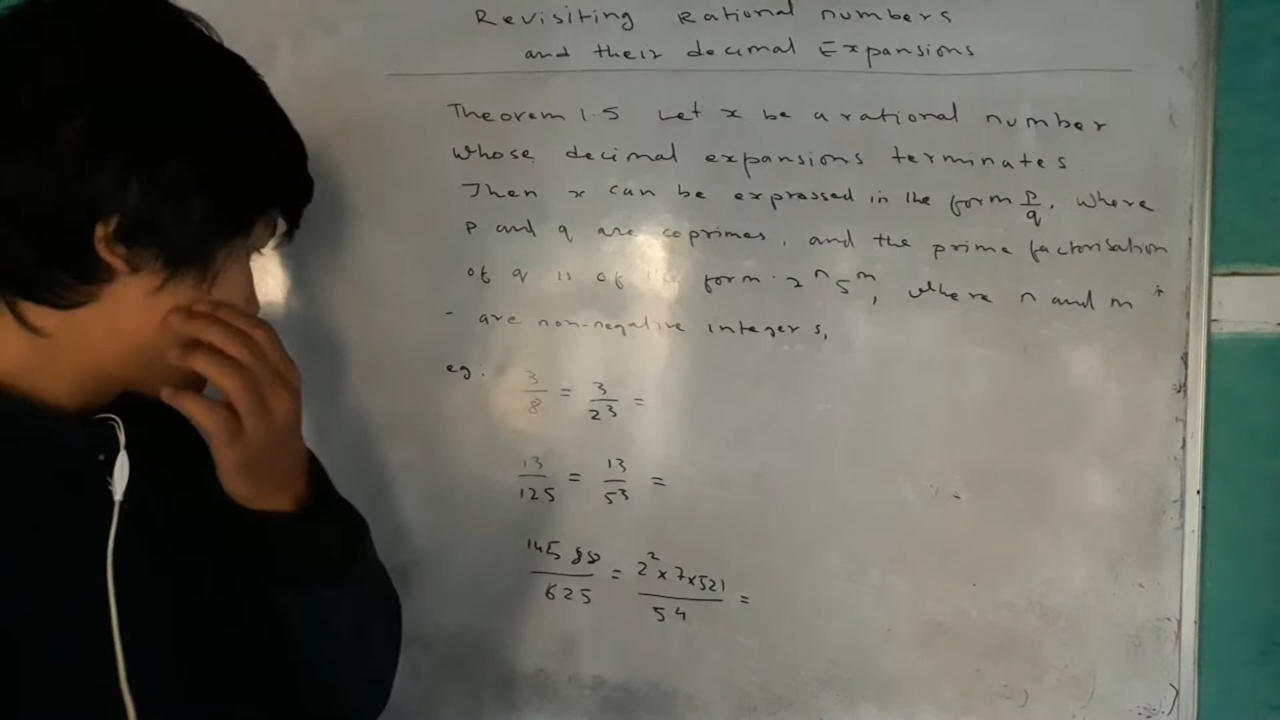 Revisiting Rational numbers
and their decimal Expansions
Theorem 1.5 Let x be a rational number
whose decimal expansions terminates
Then x can be expressed in the form p/q, where
p and q are coprimes, and the prime factorisation
of q is of the form 2ⁿ5ᵐ, where n and m
- are non-negative integers,
eg: 3/8 = 3/2³ =
13/125 = 13/5³ =
14588/625 = 2²×7×521/54 =